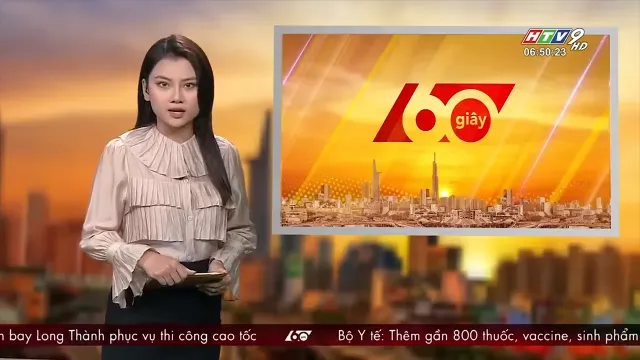 HTV9 HD
06:50:23
60 giây
bay Long Thành phục vụ thi công cao tốc
60 Bộ Y tế: Thêm gần 800 thuốc, vaccine, sinh phẩm